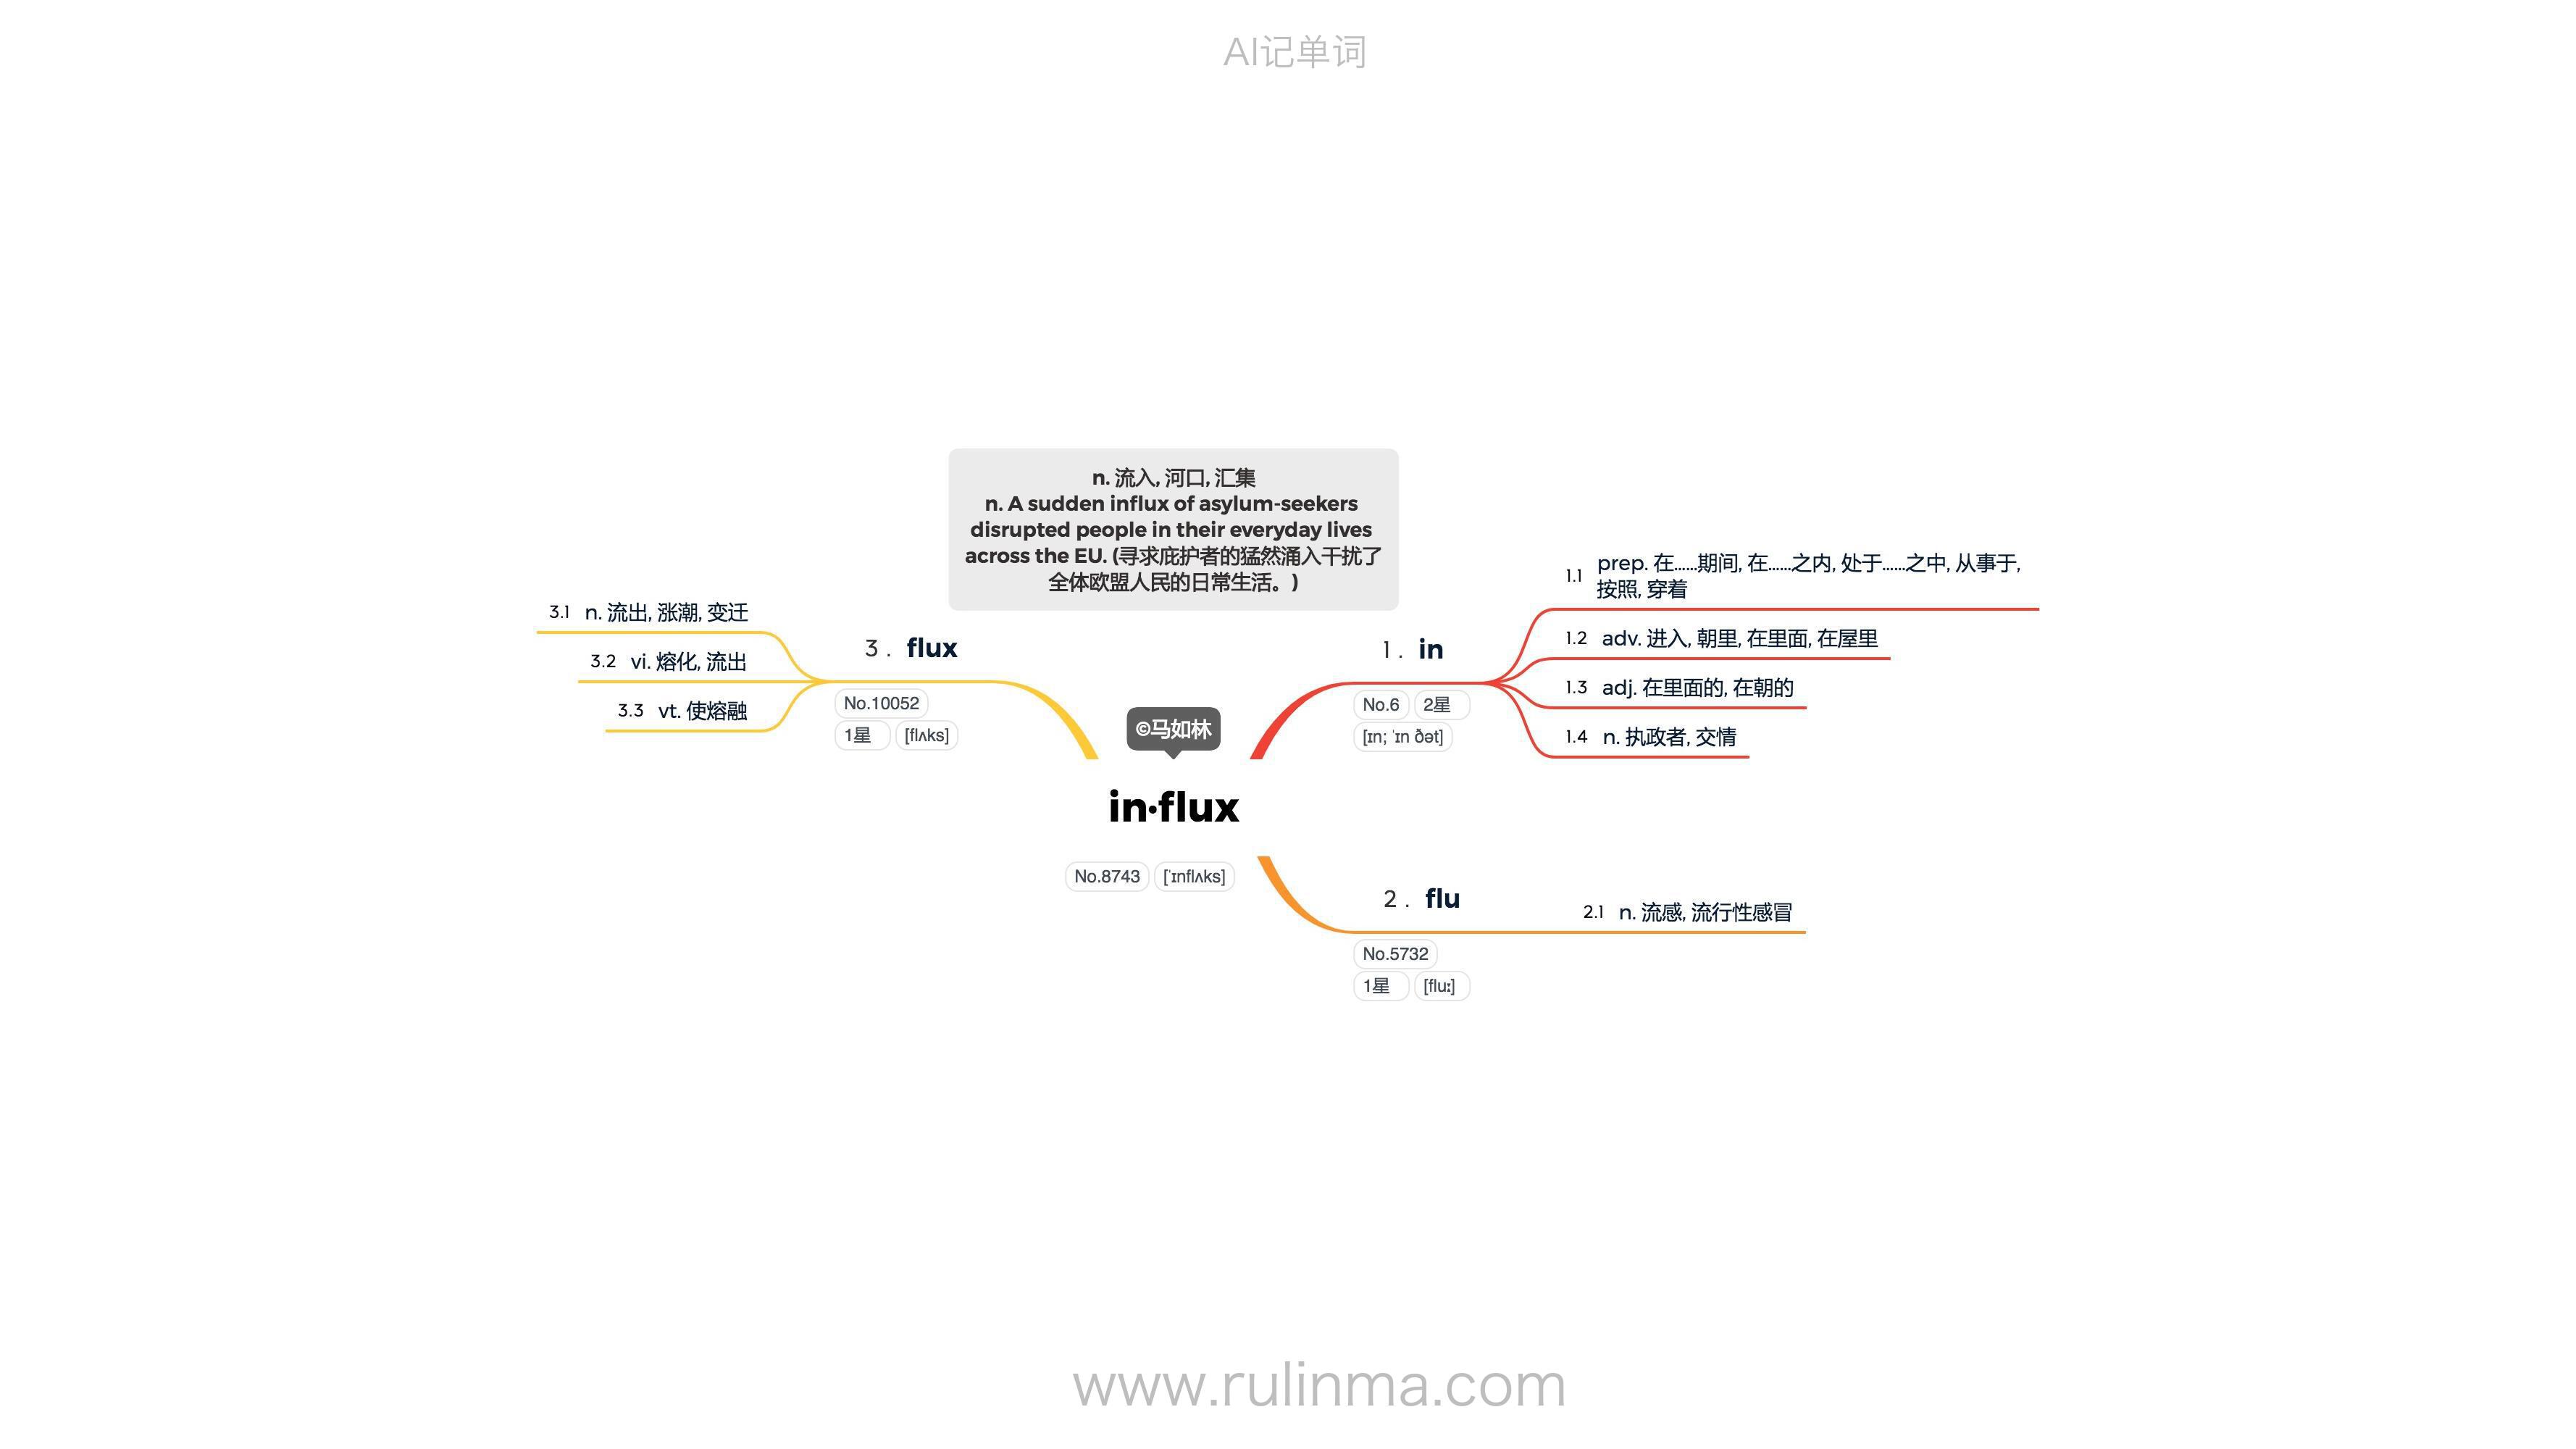 AI记单词
n. 流入, 河口, 汇集
n. A sudden influx of asylum-seekers
disrupted people in their everyday lives
across the EU. (寻求庇护者的猛然涌入干扰了
全体欧盟人民的日常生活。)
©马如林
in·flux
No.8743 [ˈɪnflʌks]
1. in
No.6 2星
[ɪn; ˈɪn ðət]
1.1 prep. 在……期间, 在……之内, 处于……之中, 从事于,
按照, 穿着
1.2 adv. 进入, 朝里, 在里面, 在屋里
1.3 adj. 在里面的, 在朝的
1.4 n. 执政者, 交情
2. flu
No.5732
1星 [fluː]
2.1 n. 流感, 流行性感冒
3. flux
No.10052
1星 [flʌks]
3.1 n. 流出, 涨潮, 变迁
3.2 vi. 熔化, 流出
3.3 vt. 使熔融
www.rulinma.com